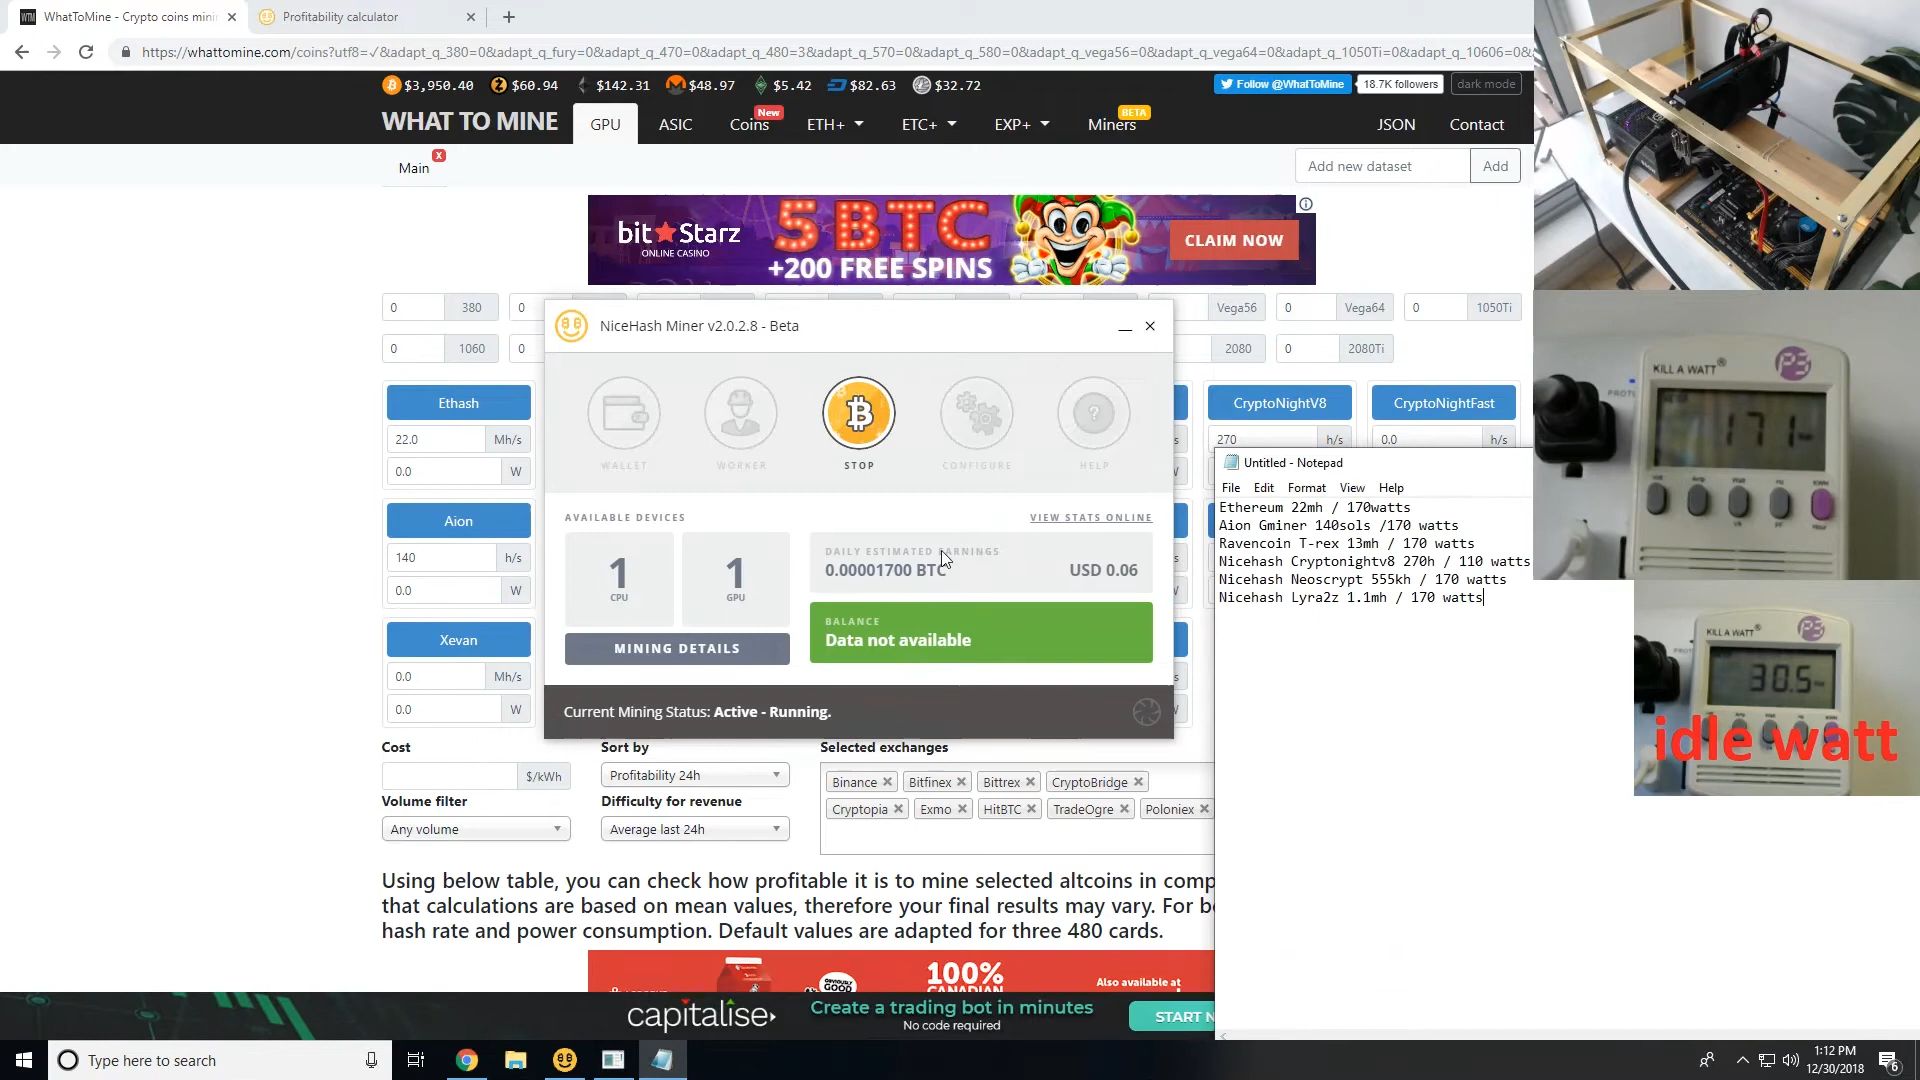 WhatToMine - Crypto coins mini
Profitability calculator
https://whattomine.com/coins?utf8=✓&adapt_q_380=0&adapt_q_fury=0&adapt_q_470=0&adapt_q_480=3&adapt_q_570=0&adapt_q_580=0&adapt_q_vega56=0&adapt_q_vega64=0&adapt_q_1050Ti=0&adapt_q_10606=0&
$3,950.40 $60.94 $142.31 $48.97 $5.42 $82.63 $32.72
Follow @WhatToMine 18.7K followers dark mode
WHAT TO MINE GPU ASIC Coins New ETH+ ETC+ EXP+ Miners BETA JSON Contact
Main x
Add new dataset Add
bitStarz
ONLINE CASINO
5 BTC
+200 FREE SPINS
CLAIM NOW
0 380 0 Vega56 0 Vega64 0 1050Ti
0 1060 0 2080 0 2080Ti
NiceHash Miner v2.0.2.8 - Beta
WALLET WORKER STOP CONFIGURE HELP
AVAILABLE DEVICES
VIEW STATS ONLINE
1
CPU
1
GPU
DAILY ESTIMATED EARNINGS
0.00001700 BTC USD 0.06
BALANCE
Data not available
MINING DETAILS
Current Mining Status: Active - Running.
Ethash
22.0 Mh/s
0.0 W
Aion
140 h/s
0.0 W
Xevan
0.0 Mh/s
0.0 W
CryptoNightV8
270 h/s
CryptoNightFast
0.0 h/s
Untitled - Notepad
File Edit Format View Help
Ethereum 22mh / 170watts
Aion Gminer 140sols /170 watts
Ravencoin T-rex 13mh / 170 watts
Nicehash Cryptonightv8 270h / 110 watts
Nicehash Neoscrypt 555kh / 170 watts
Nicehash Lyra2z 1.1mh / 170 watts
Cost
$/kWh
Volume filter
Any volume
Sort by
Profitability 24h
Difficulty for revenue
Average last 24h
Selected exchanges
Binance Bitfinex Bittrex CryptoBridge
Cryptopia Exmo HitBTC TradeOgre Poloniex
Using below table, you can check how profitable it is to mine selected altcoins in comp
that calculations are based on mean values, therefore your final results may vary. For be
hash rate and power consumption. Default values are adapted for three 480 cards.
100%
CANADIAN
Also available at
capitalise
Create a trading bot in minutes
No code required
START N
KILL A WATT
P3
171
KILL A WATT
P3
30.5
idle watt
Type here to search
1:12 PM
12/30/2018
6